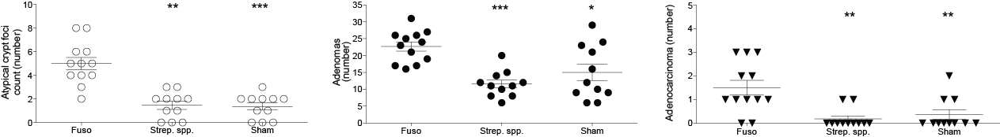 Atypical crypt foci
count (number)
10
8
6
4
2
0
** ***
Fuso Strep. spp. Sham
Adenomas
(number)
35
30
25
20
15
10
5
0
*** *
Fuso Strep. spp. Sham
Adenocarcinoma (number)
5
4
3
2
1
0
** **
Fuso Strep. spp. Sham